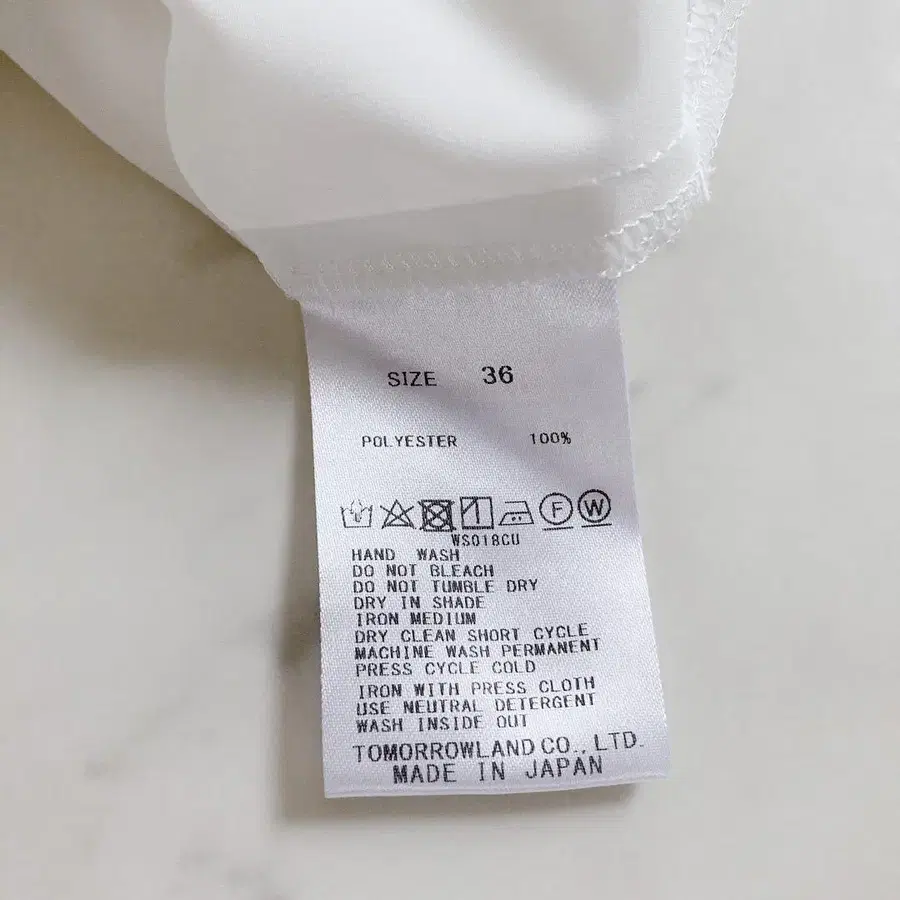 SIZE 36
POLYESTER 100%
F W
WS018CU
HAND WASH
DO NOT BLEACH
DO NOT TUMBLE DRY
DRY IN SHADE
IRON MEDIUM
DRY CLEAN SHORT CYCLE
MACHINE WASH PERMANENT
PRESS CYCLE COLD
IRON WITH PRESS CLOTH
USE NEUTRAL DETERGENT
WASH INSIDE OUT
TOMORROWLAND CO., LTD.
MADE IN JAPAN